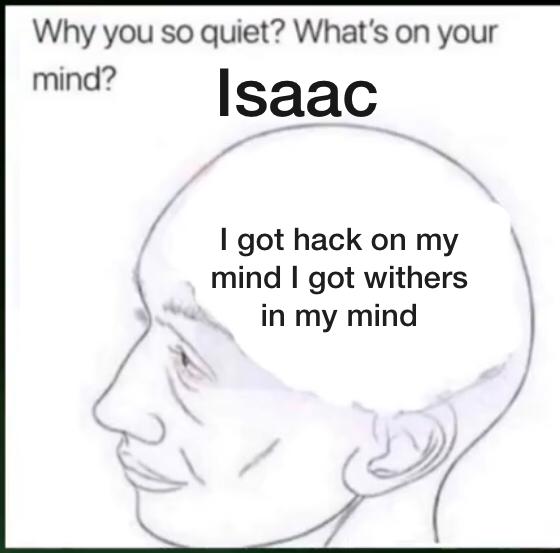 Why you so quiet? What's on your
mind?
Isaac
I got hack on my
mind I got withers
in my mind